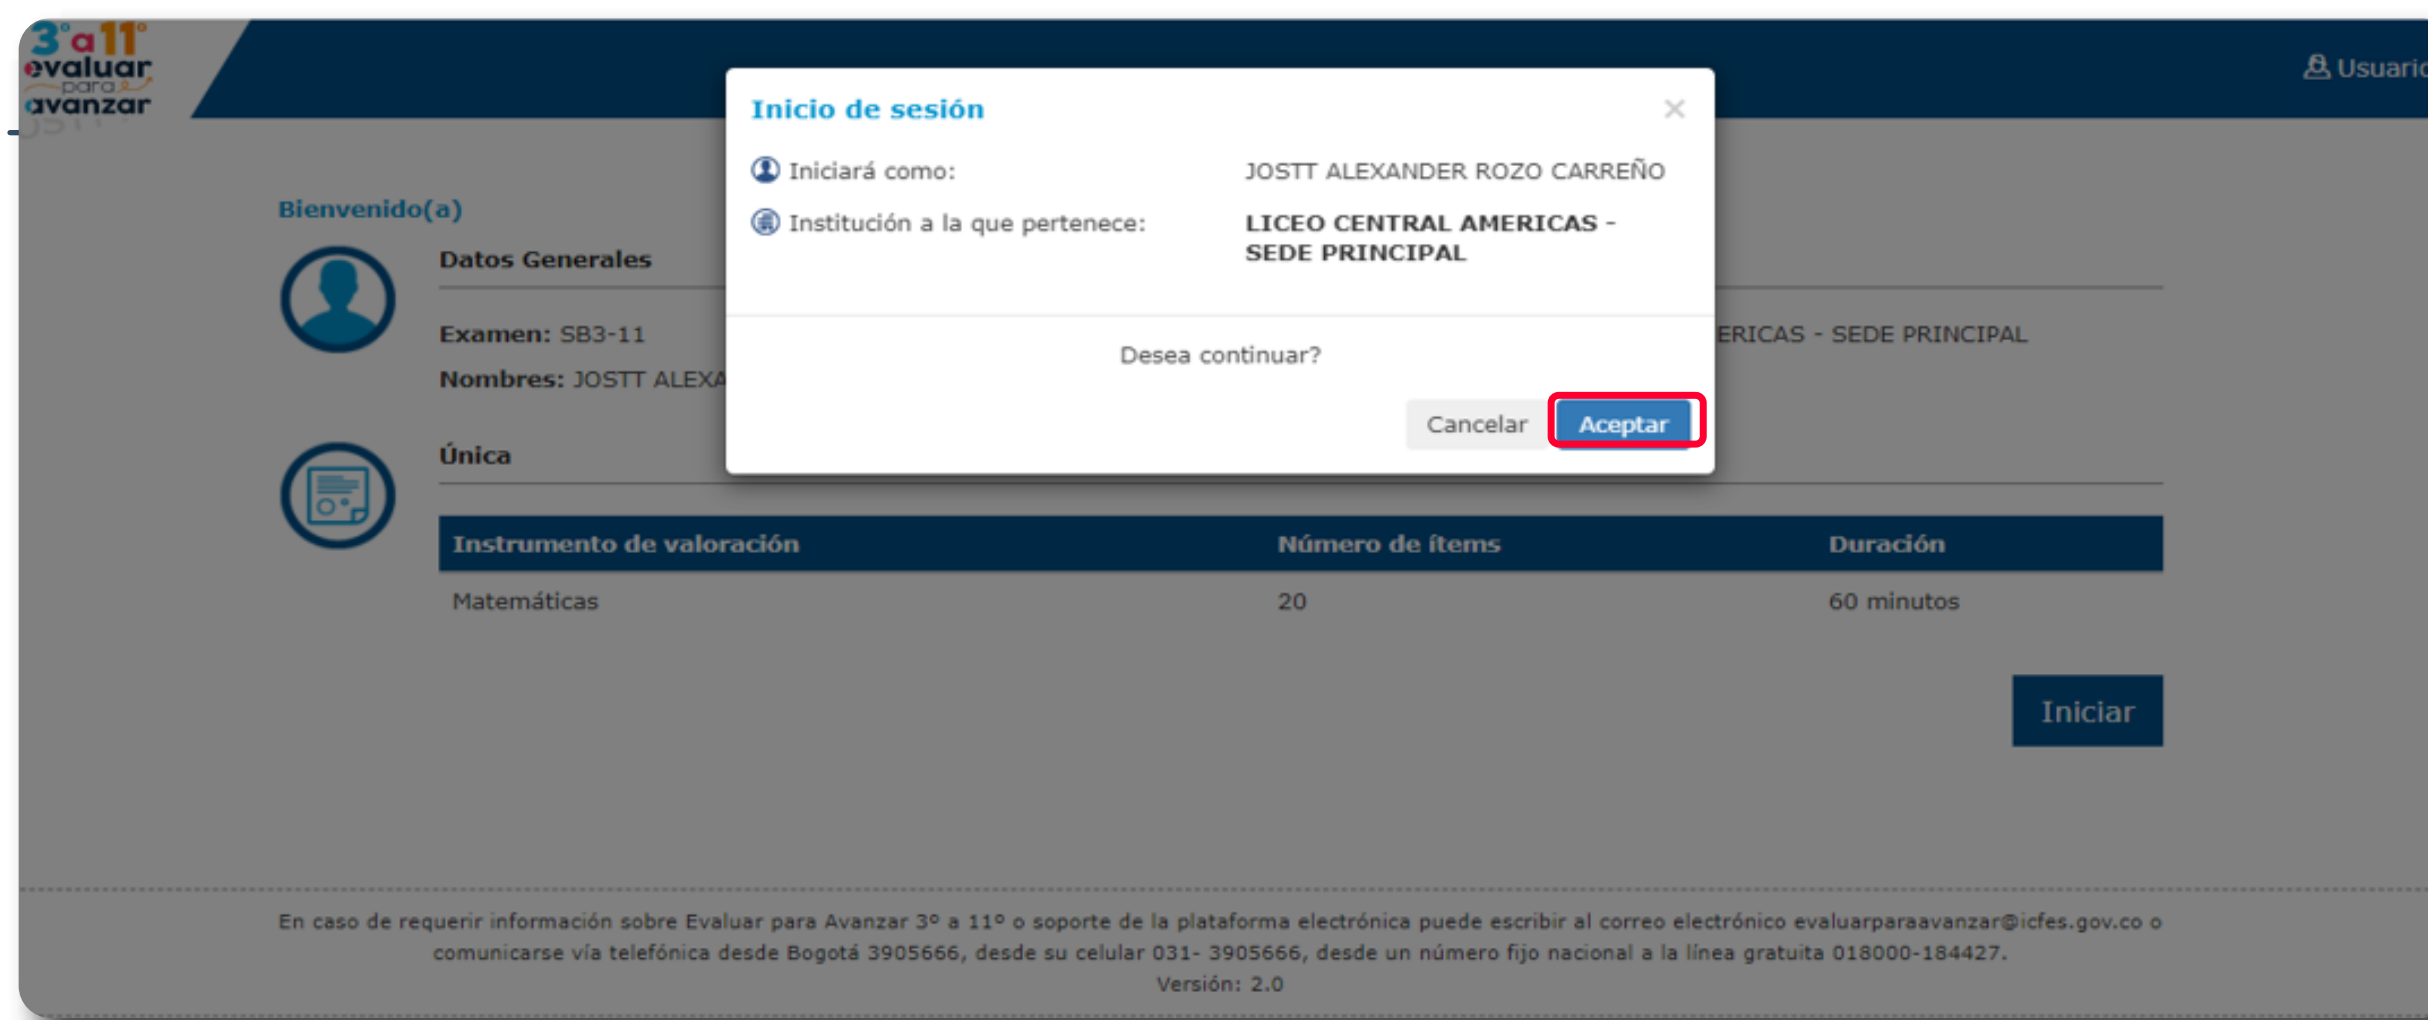 3° a 11°
evaluar
para
avanzar
Usuario
Inicio de sesión
Iniciará como: JOSTT ALEXANDER ROZO CARREÑO
Institución a la que pertenece: LICEO CENTRAL AMERICAS -
SEDE PRINCIPAL
Desea continuar?
Cancelar Aceptar
Bienvenido(a)
Datos Generales
Examen: SB3-11 ERICAS - SEDE PRINCIPAL
Nombres: JOSTT ALEXA
Única
Instrumento de valoración Número de ítems Duración
Matemáticas 20 60 minutos
Iniciar
En caso de requerir información sobre Evaluar para Avanzar 3º a 11º o soporte de la plataforma electrónica puede escribir al correo electrónico evaluarparaavanzar@icfes.gov.co o
comunicarse vía telefónica desde Bogotá 3905666, desde su celular 031- 3905666, desde un número fijo nacional a la línea gratuita 018000-184427.
Versión: 2.0